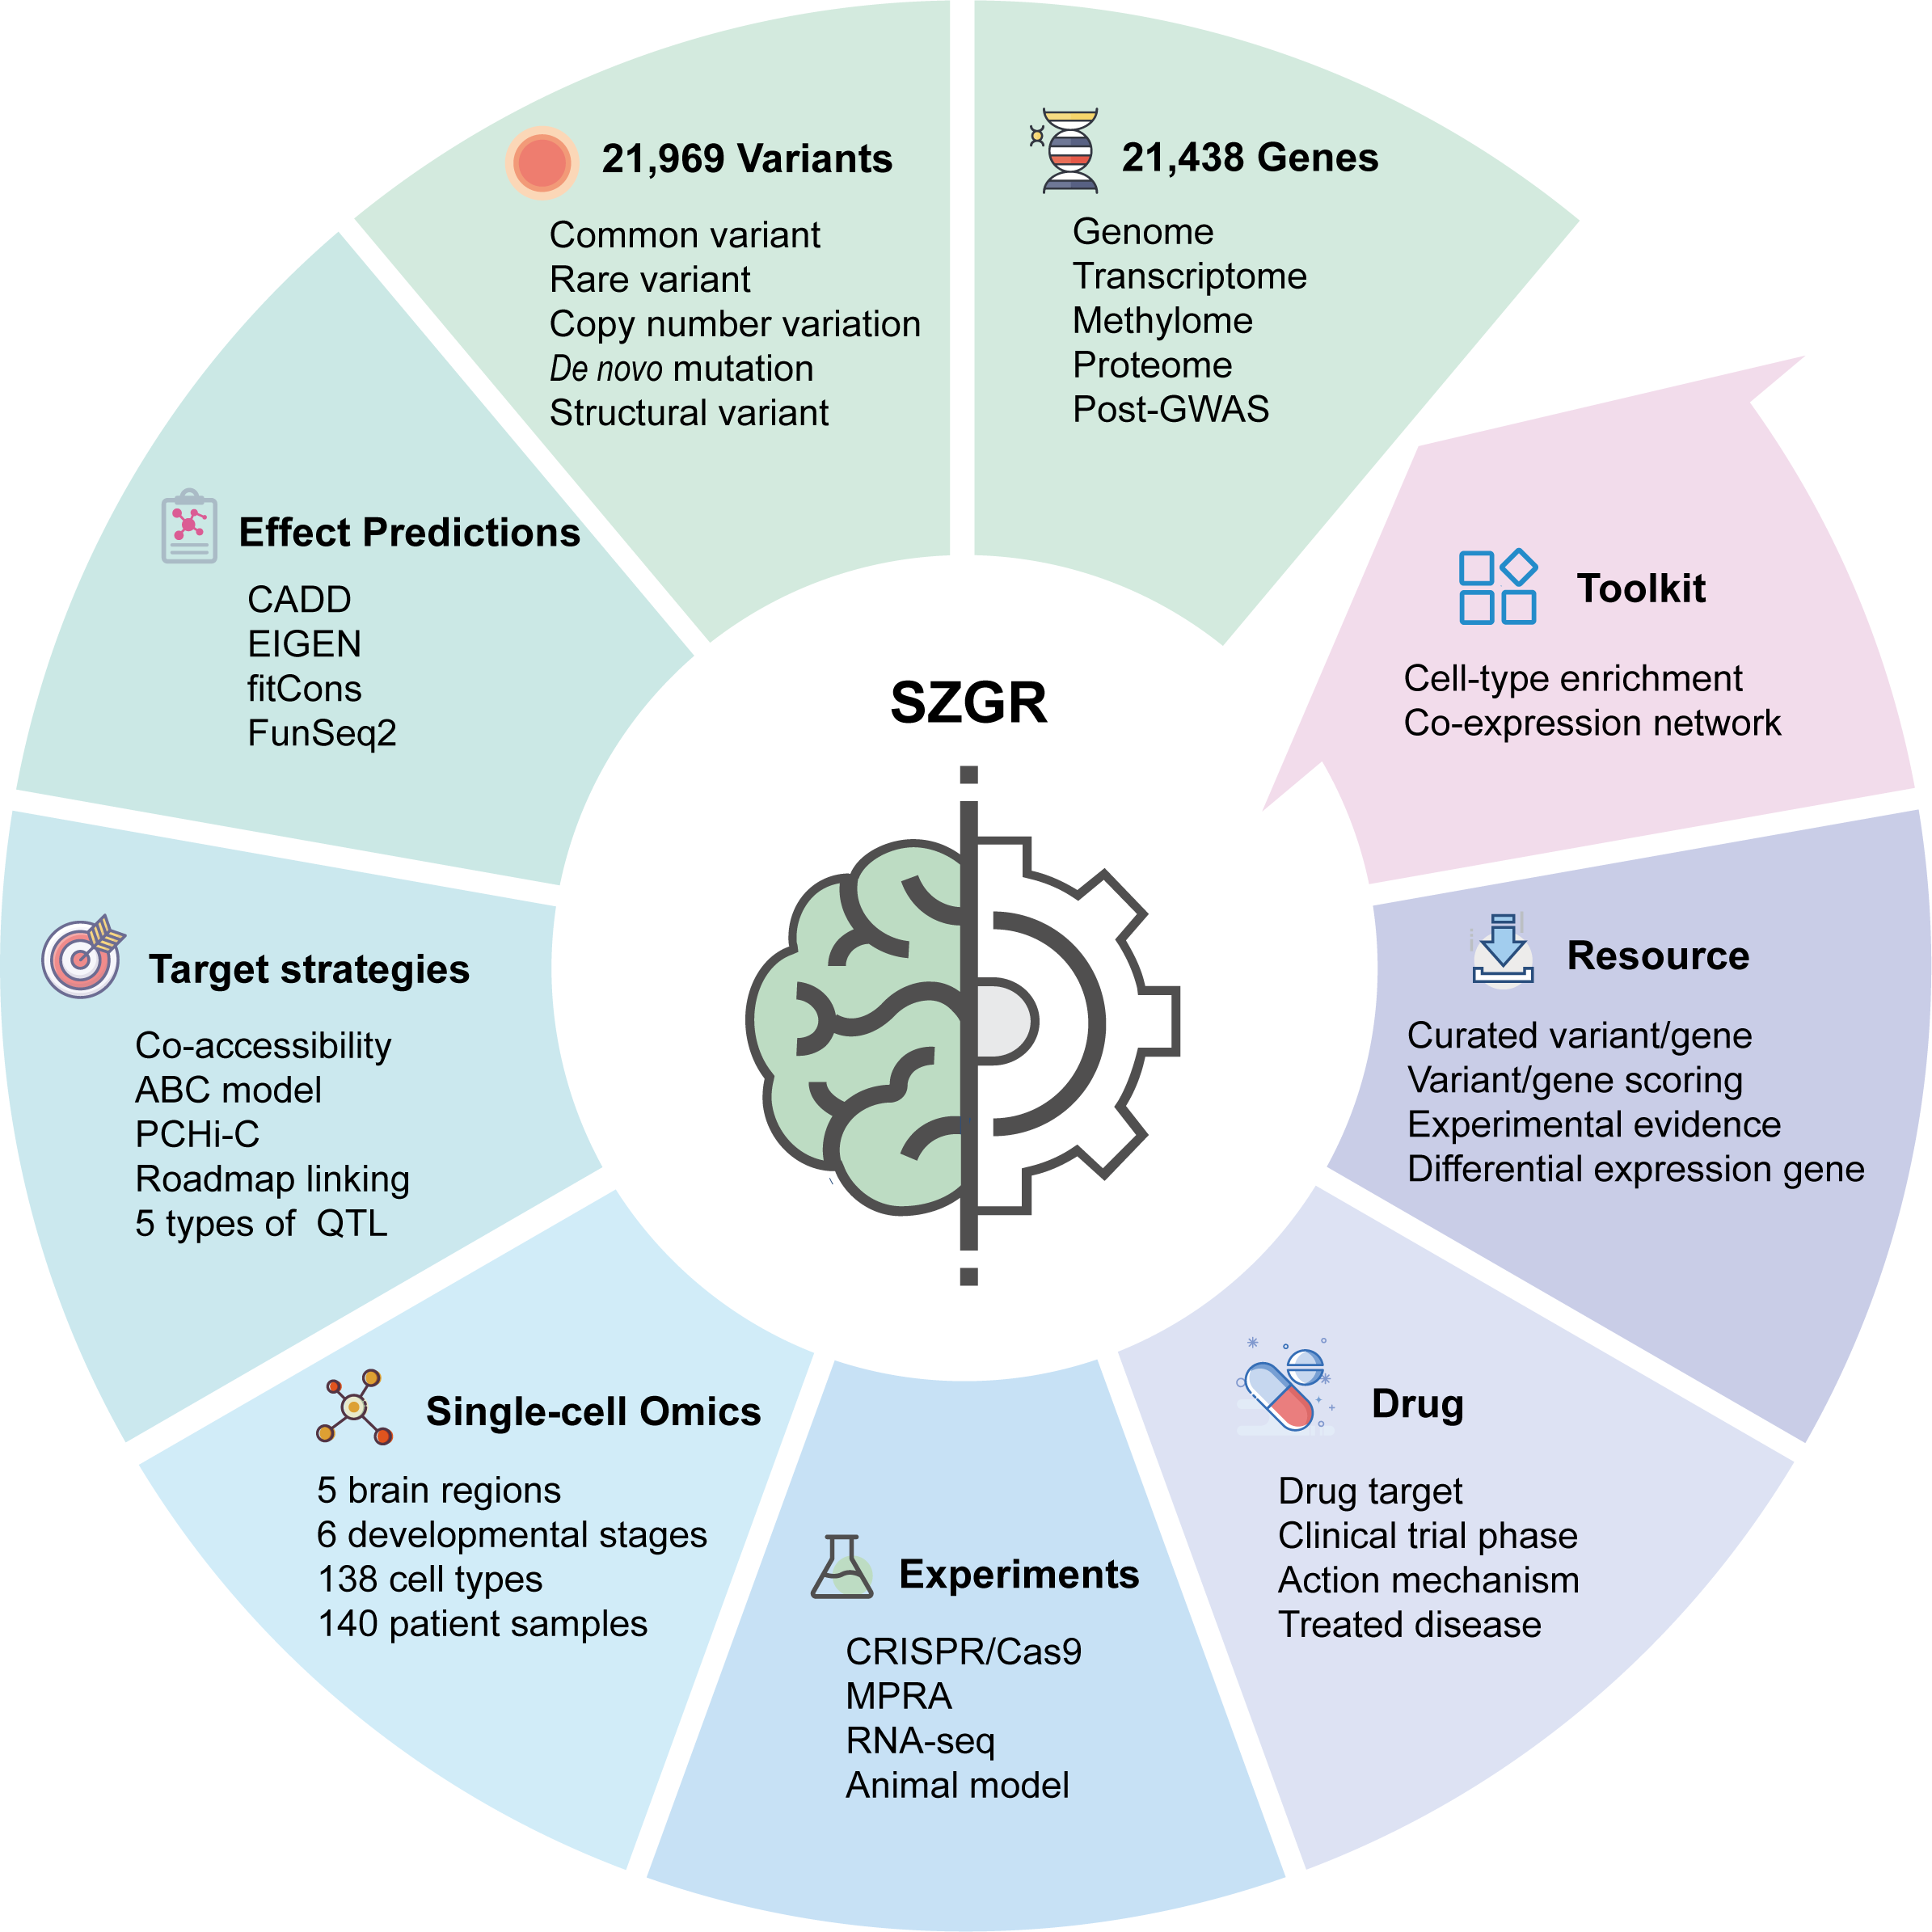 21,969 Variants
Common variant
Rare variant
Copy number variation
De novo mutation
Structural variant
21,438 Genes
Genome
Transcriptome
Methylome
Proteome
Post-GWAS
Effect Predictions
CADD
EIGEN
fitCons
FunSeq2
Toolkit
Cell-type enrichment
Co-expression network
SZGR
Target strategies
Co-accessibility
ABC model
PCHi-C
Roadmap linking
5 types of QTL
Resource
Curated variant/gene
Variant/gene scoring
Experimental evidence
Differential expression gene
Single-cell Omics
5 brain regions
6 developmental stages
138 cell types
140 patient samples
Experiments
CRISPR/Cas9
MPRA
RNA-seq
Animal model
Drug
Drug target
Clinical trial phase
Action mechanism
Treated disease